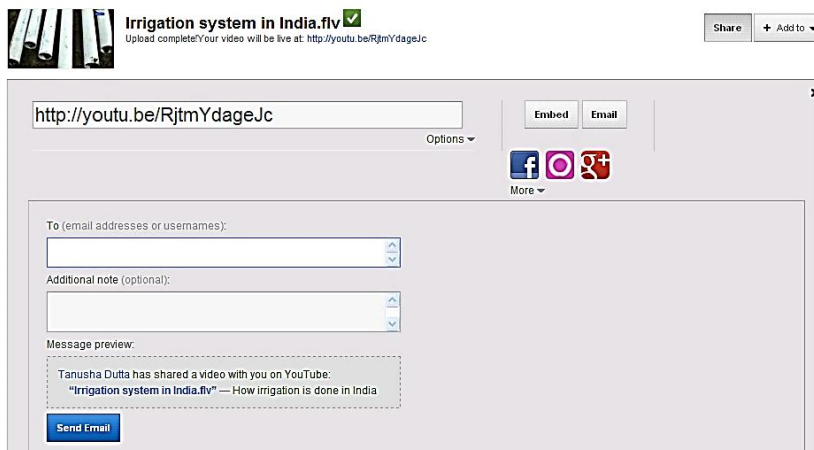 Irrigation system in India.flv
Upload complete!Your video will be live at: http://youtu.be/RjtmYdageJc
Share + Add to
http://youtu.be/RjtmYdageJc
Options
Embed Email
More
To (email addresses or usernames):
Additional note (optional):
Message preview:
Tanusha Dutta has shared a video with you on YouTube:
“Irrigation system in India.flv” — How irrigation is done in India
Send Email